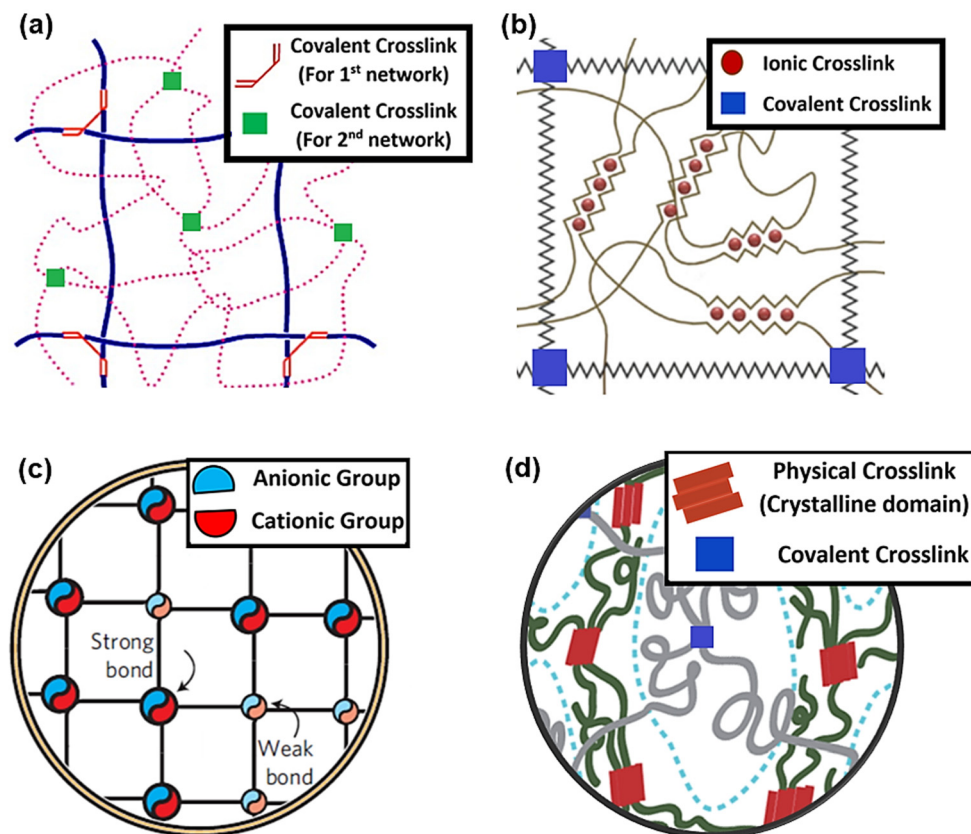 (a)
Covalent Crosslink
(For 1st network)
Covalent Crosslink
(For 2nd network)
(b)
Ionic Crosslink
Covalent Crosslink
(c)
Anionic Group
Cationic Group
Strong
bond
Weak
bond
(d)
Physical Crosslink
(Crystalline domain)
Covalent Crosslink